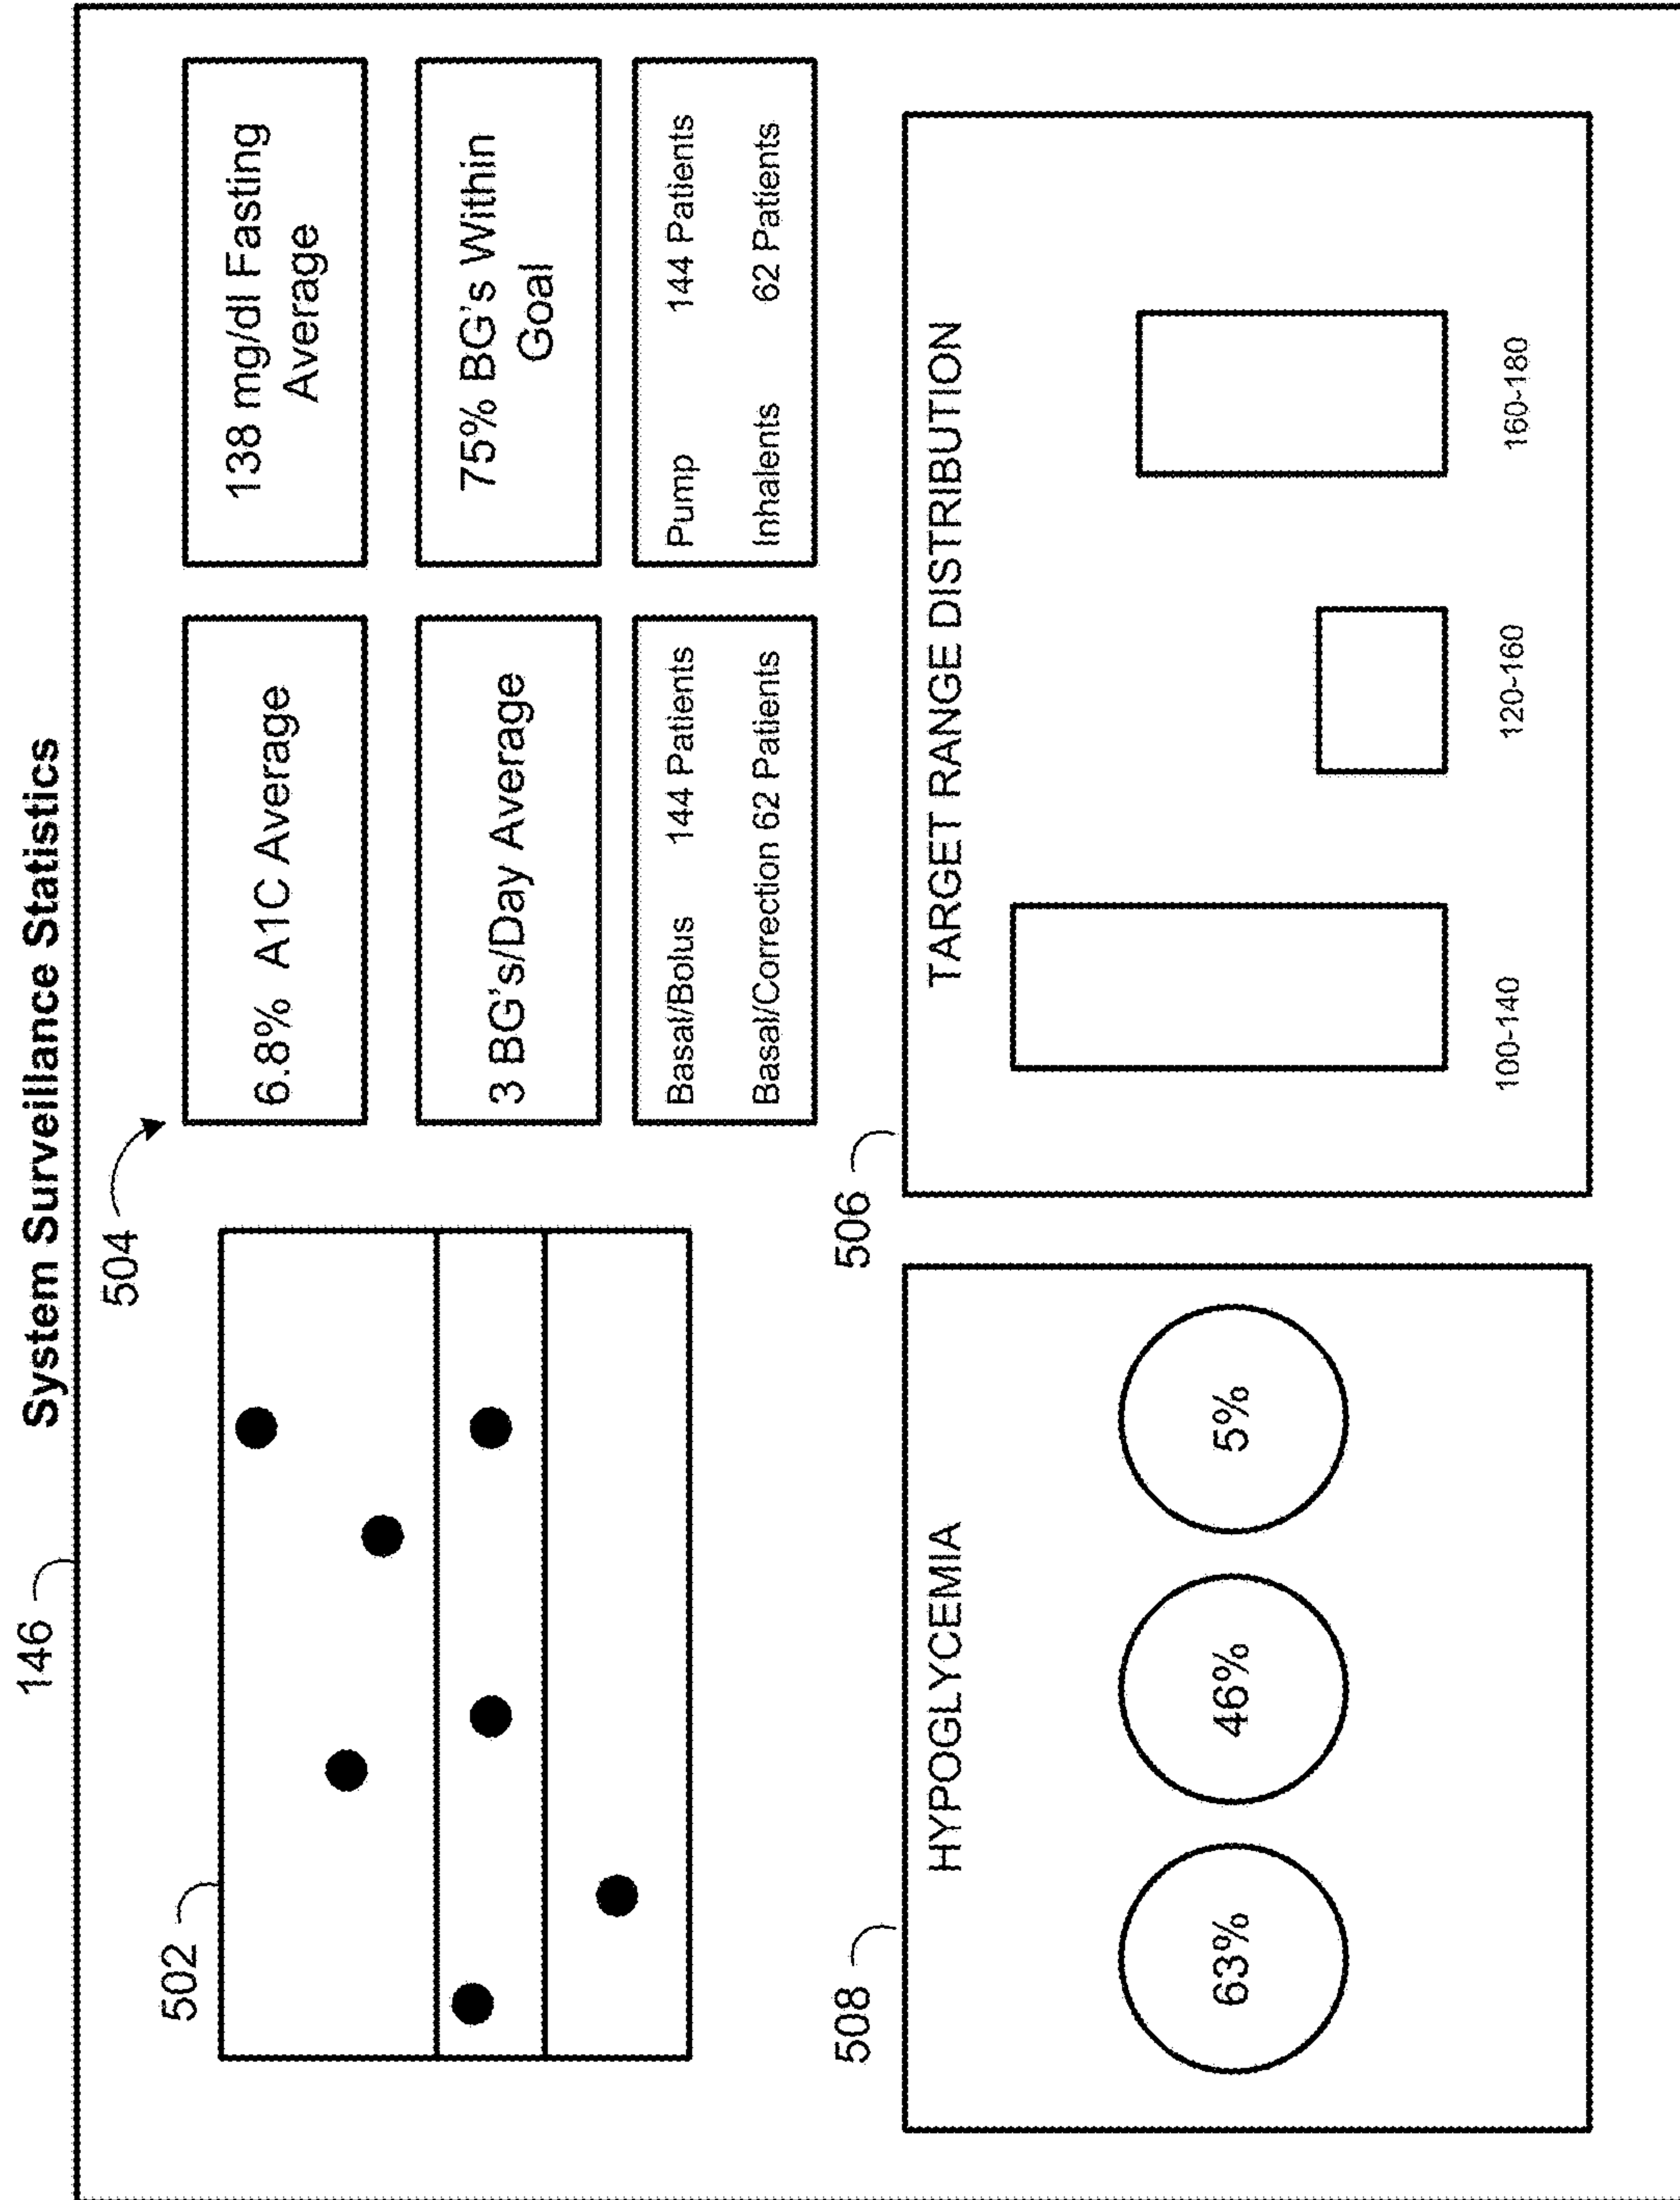 System Surveillance Statistics
146
502
504
6.8% A1C Average
138 mg/dl Fasting
Average
3 BG's/Day Average
75% BG's Within
Goal
Basal/Bolus 144 Patients
Basal/Correction 62 Patients
Pump 144 Patients
Inhalents 62 Patients
508
HYPOGLYCEMIA
63% 46% 5%
506
TARGET RANGE DISTRIBUTION
100-140 120-160 160-180